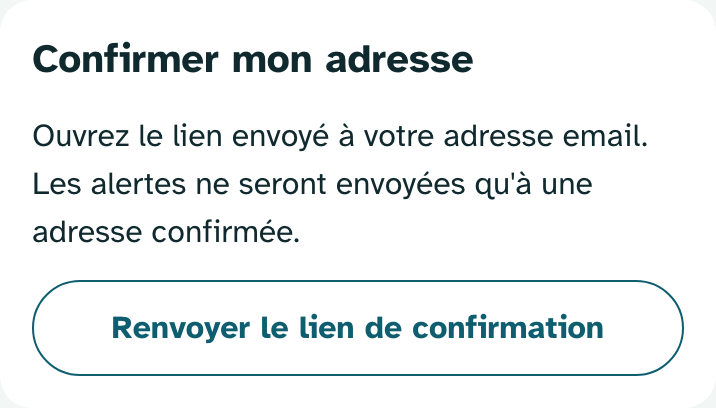 Confirmer mon adresse
Ouvrez le lien envoyé à votre adresse email.
Les alertes ne seront envoyées qu'à une
adresse confirmée.
Renvoyer le lien de confirmation